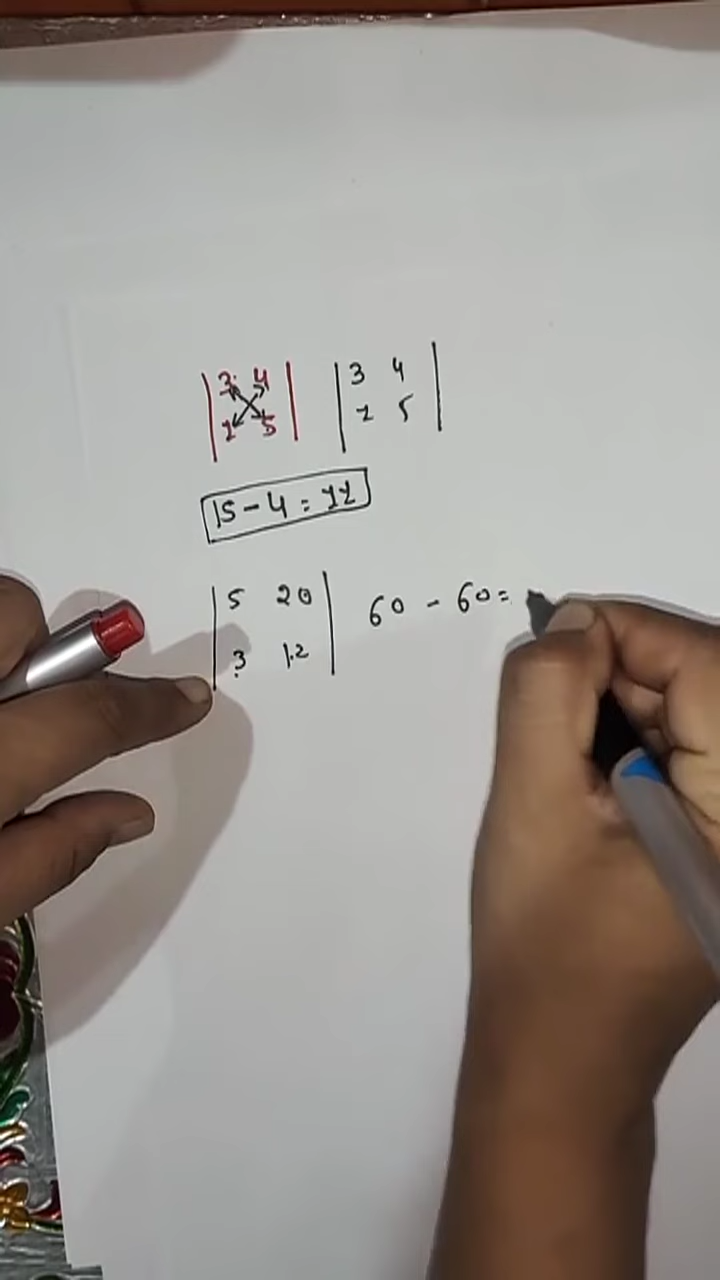 |3 4| |3 4|
|1 5| |1 5|
15 - 4 = 11
|5 20| 60 - 60 =
|3 12|